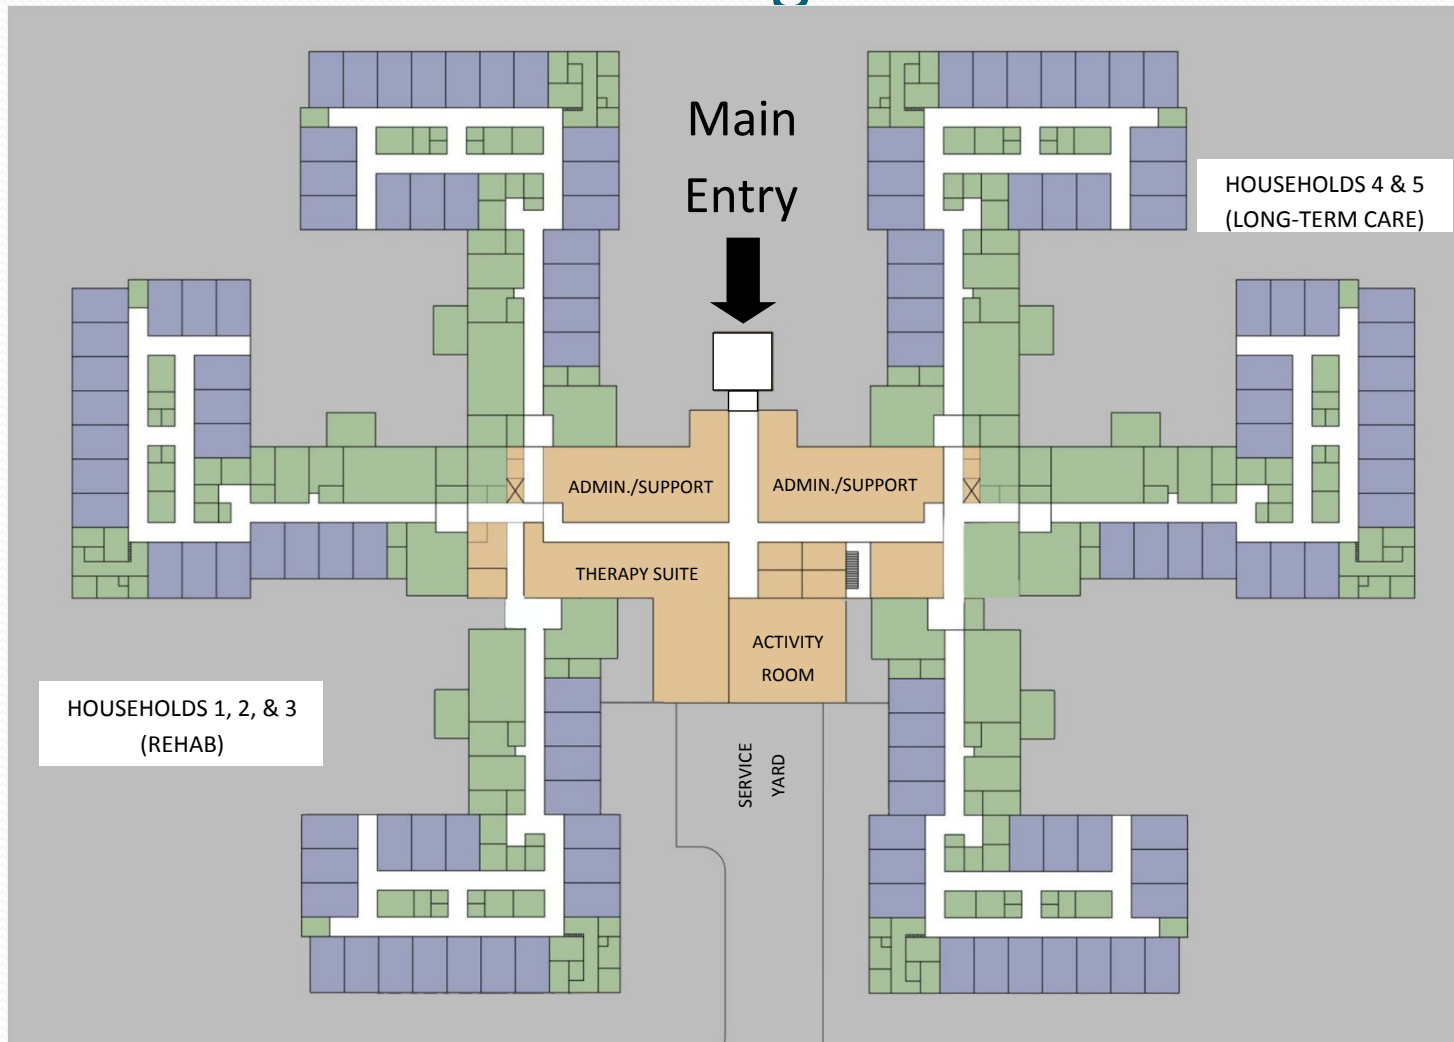 Main
Entry
HOUSEHOLDS 4 & 5
(LONG-TERM CARE)
ADMIN./SUPPORT
ADMIN./SUPPORT
THERAPY SUITE
ACTIVITY
ROOM
HOUSEHOLDS 1, 2, & 3
(REHAB)
SERVICE
YARD